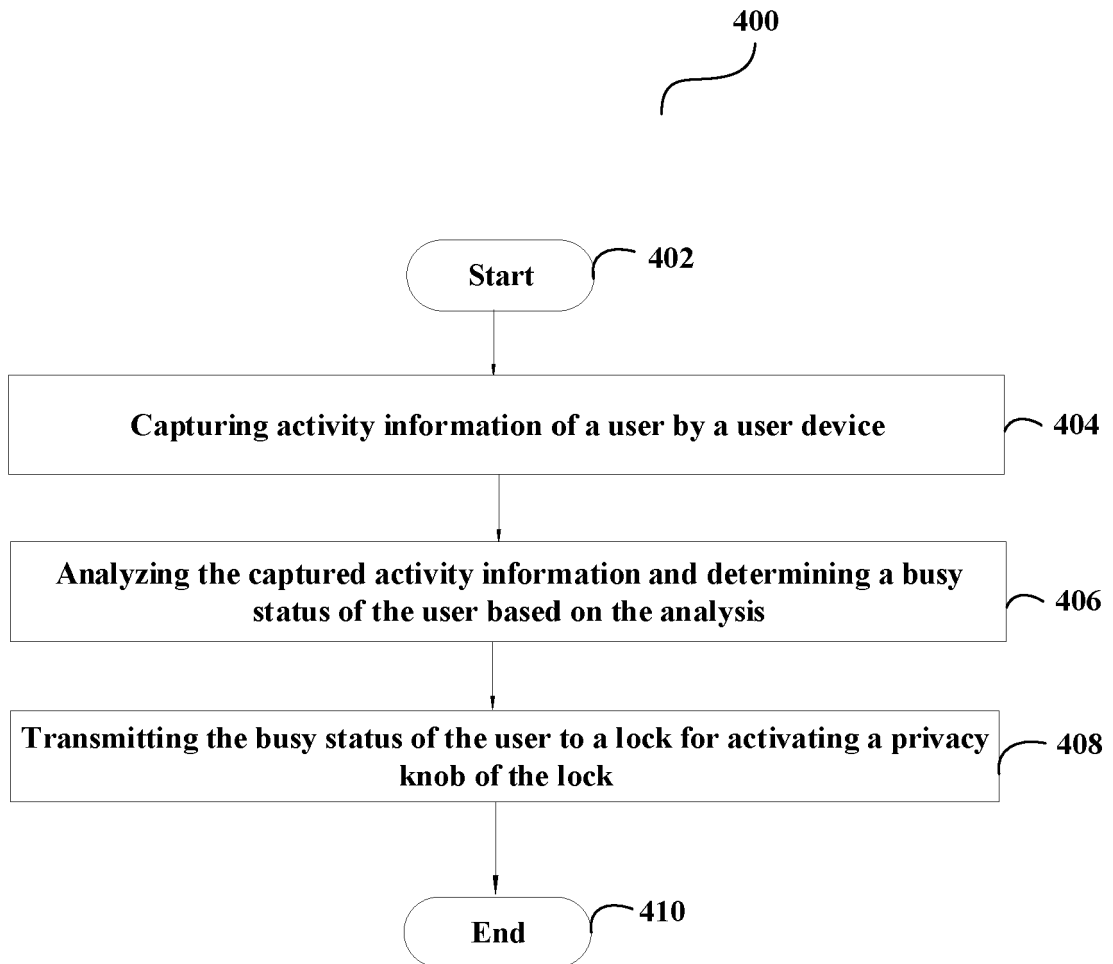 400
Start
402
Capturing activity information of a user by a user device
404
Analyzing the captured activity information and determining a busy
status of the user based on the analysis
406
Transmitting the busy status of the user to a lock for activating a privacy
knob of the lock
408
End
410